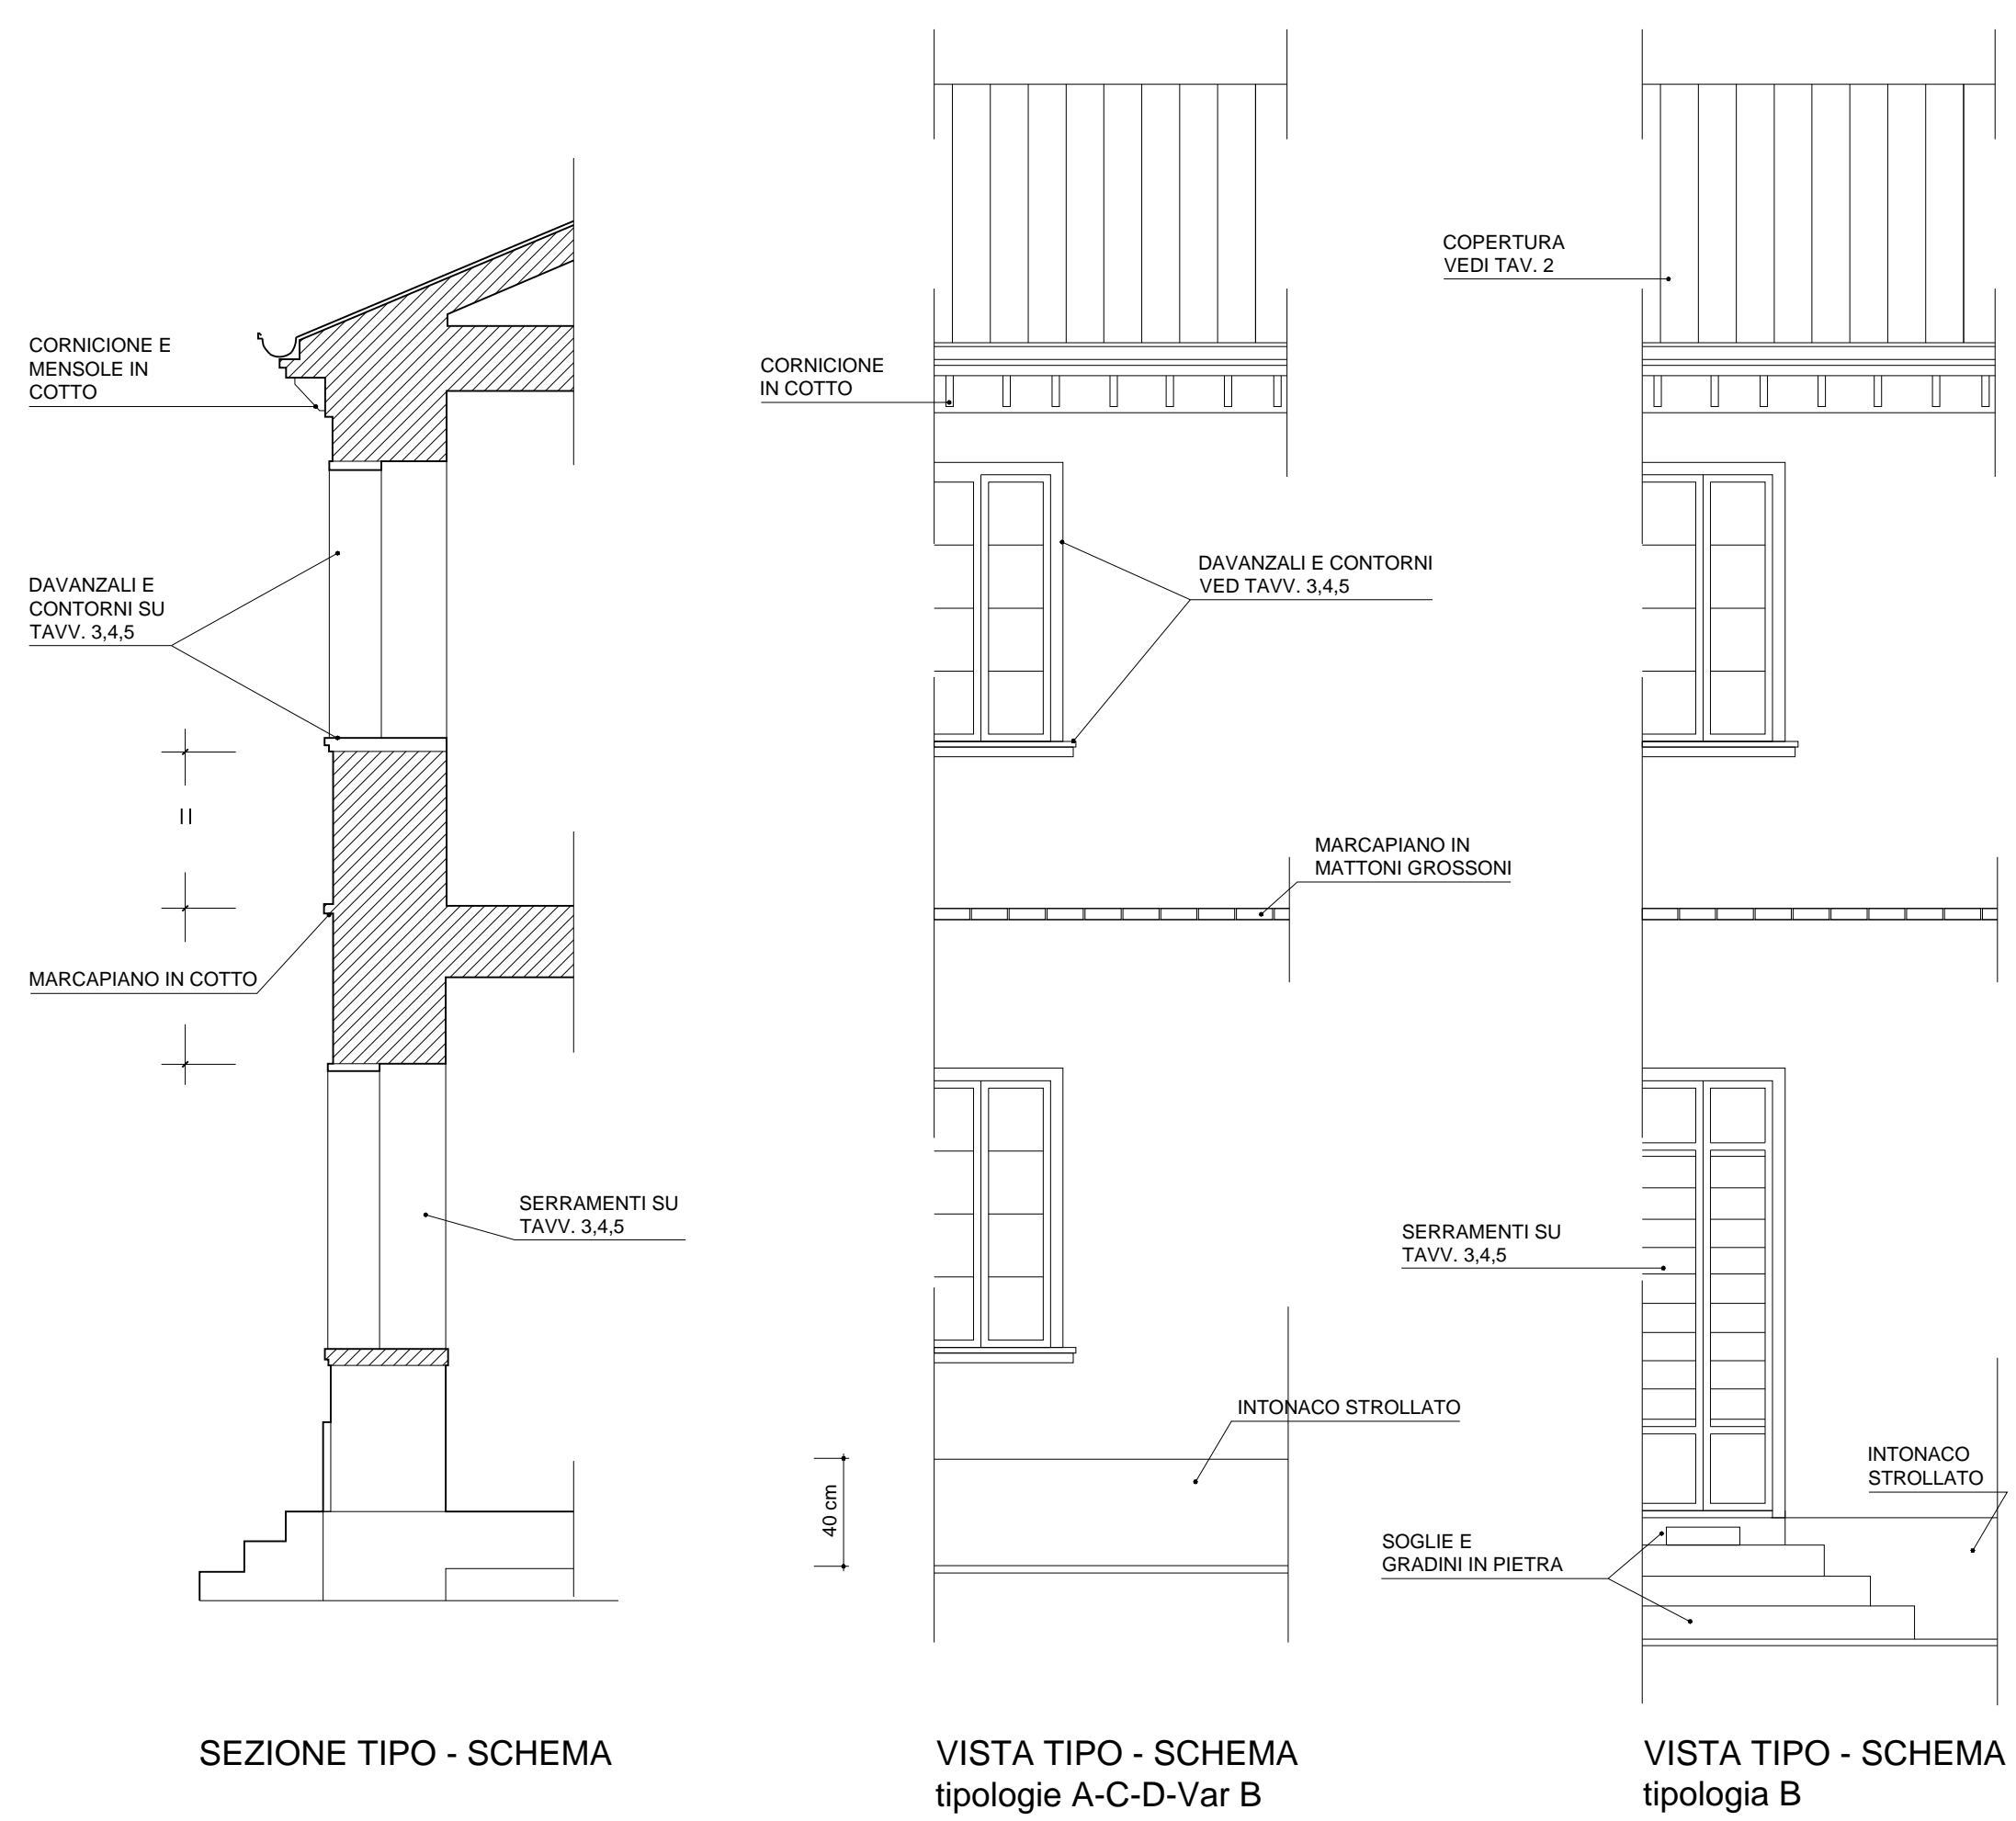 CORNICIONE E
MENSOLE IN
COTTO
DAVANZALI E
CONTORNI SU
TAVV. 3,4,5
II
MARCAPIANO IN COTTO
SERRAMENTI SU
TAVV. 3,4,5
SEZIONE TIPO - SCHEMA
CORNICIONE
IN COTTO
DAVANZALI E CONTORNI
VED TAVV. 3,4,5
MARCAPIANO IN
MATTONI GROSSONI
INTONACO STROLLATO
40 cm
VISTA TIPO - SCHEMA
tipologie A-C-D-Var B
COPERTURA
VEDI TAV. 2
SERRAMENTI SU
TAVV. 3,4,5
INTONACO
STROLLATO
SOGLIE E
GRADINI IN PIETRA
VISTA TIPO - SCHEMA
tipologia B